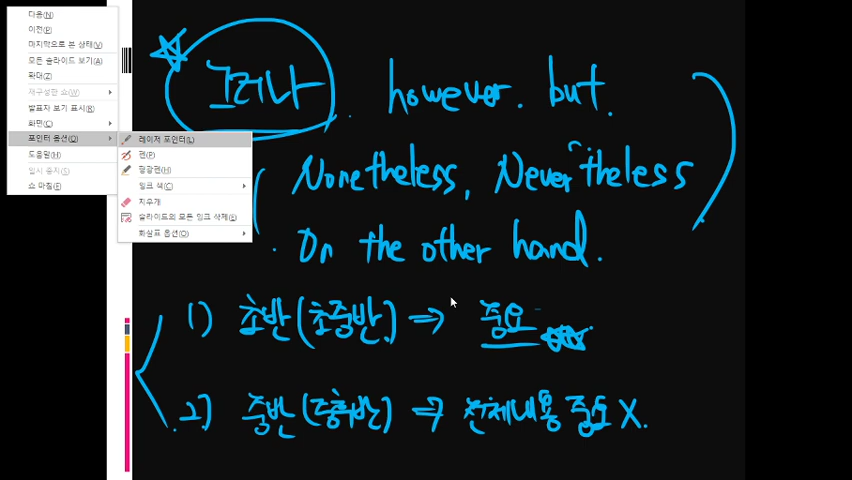 다음(N)
이전(P)
마지막으로 본 상태(V)
모든 슬라이드 보기(A)
확대(Z)
재구성한 쇼(W)
발표자 보기 표시(R)
화면(C)
포인터 옵션(O)
도움말(H)
일시 중지(S)
쇼 마침(E)
레이저 포인터(L)
펜(P)
형광펜(H)
잉크 색(C)
지우개
슬라이드의 모든 잉크 삭제(E)
화살표 옵션(O)
그러나. however. but.
Nonetheless, Never theless
On the other hand.
1) 초반(초중반) ⇒ 중요
2) 중반(중후반) ⇒ 전체내용 중요 X.